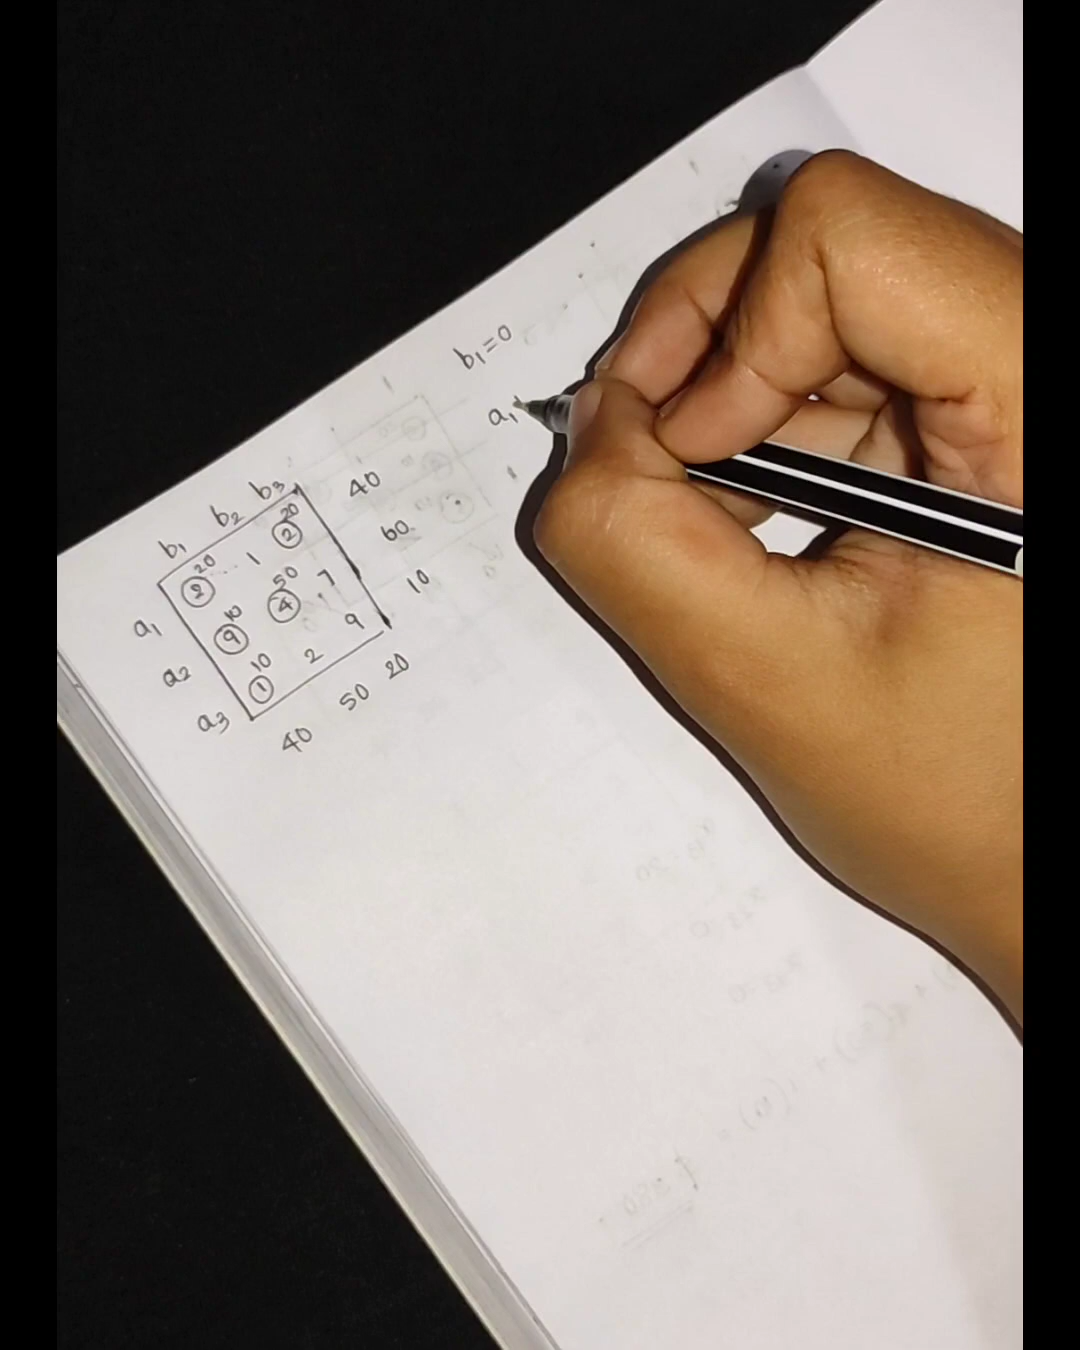 b₁=0
a₁+
b₁ b₂ b₃
a₁ 2 20 1 2 20 40
a₂ 9 10 4 50 7 60
a₃ 1 10 2 9 10
40 50 20